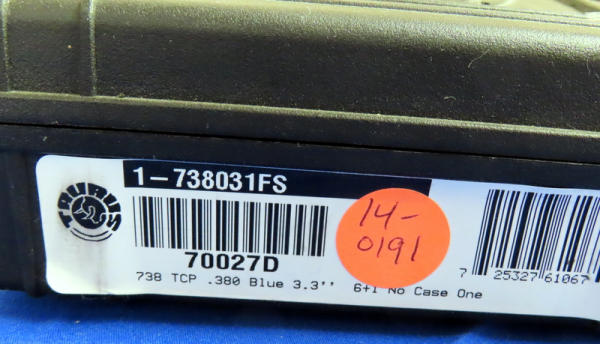 1-738031FS
TAURUS
70027D
14-
0191
7 25327 61067
738 TCP .380 Blue 3.3'' 6+1 No Case One